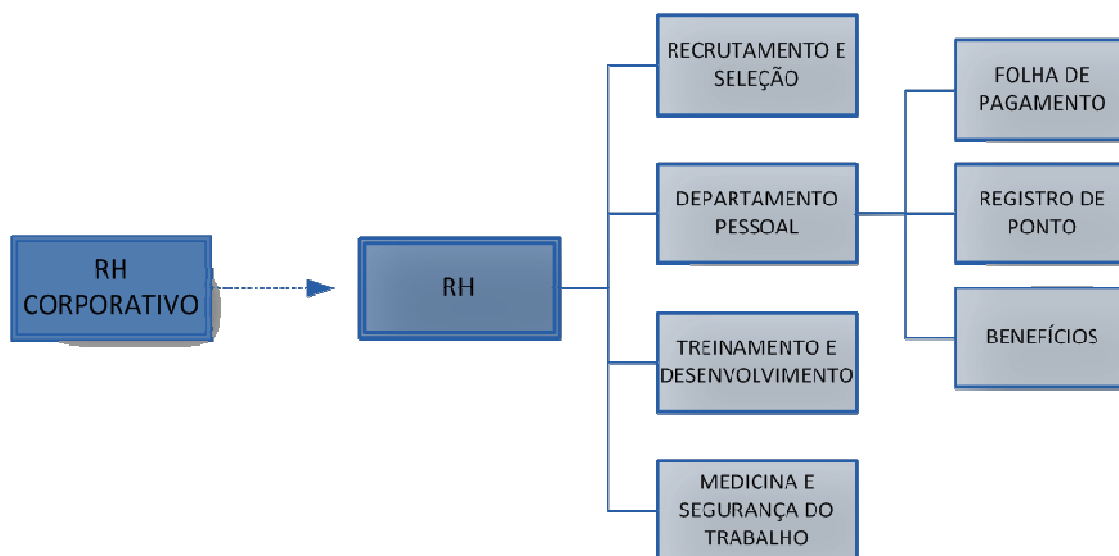 RH
CORPORATIVO
RH
RECRUTAMENTO E
SELEÇÃO
DEPARTAMENTO
PESSOAL
TREINAMENTO E
DESENVOLVIMENTO
MEDICINA E
SEGURANÇA DO
TRABALHO
FOLHA DE
PAGAMENTO
REGISTRO DE
PONTO
BENEFÍCIOS